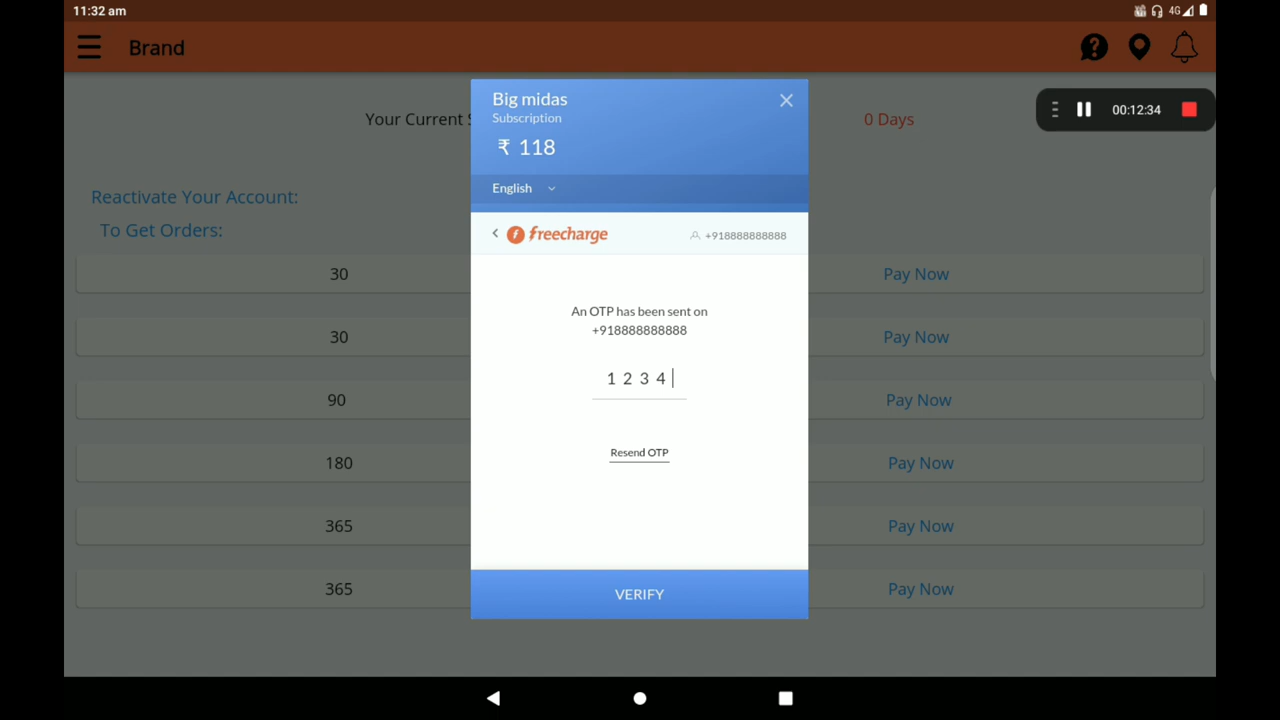 11:32 am
4G
Brand
00:12:34
Your Current S
0 Days
Big midas
Subscription
₹ 118
English
freecharge
+918888888888
An OTP has been sent on
+918888888888
1 2 3 4
Resend OTP
VERIFY
Reactivate Your Account:
To Get Orders:
30 Pay Now
30 Pay Now
90 Pay Now
180 Pay Now
365 Pay Now
365 Pay Now